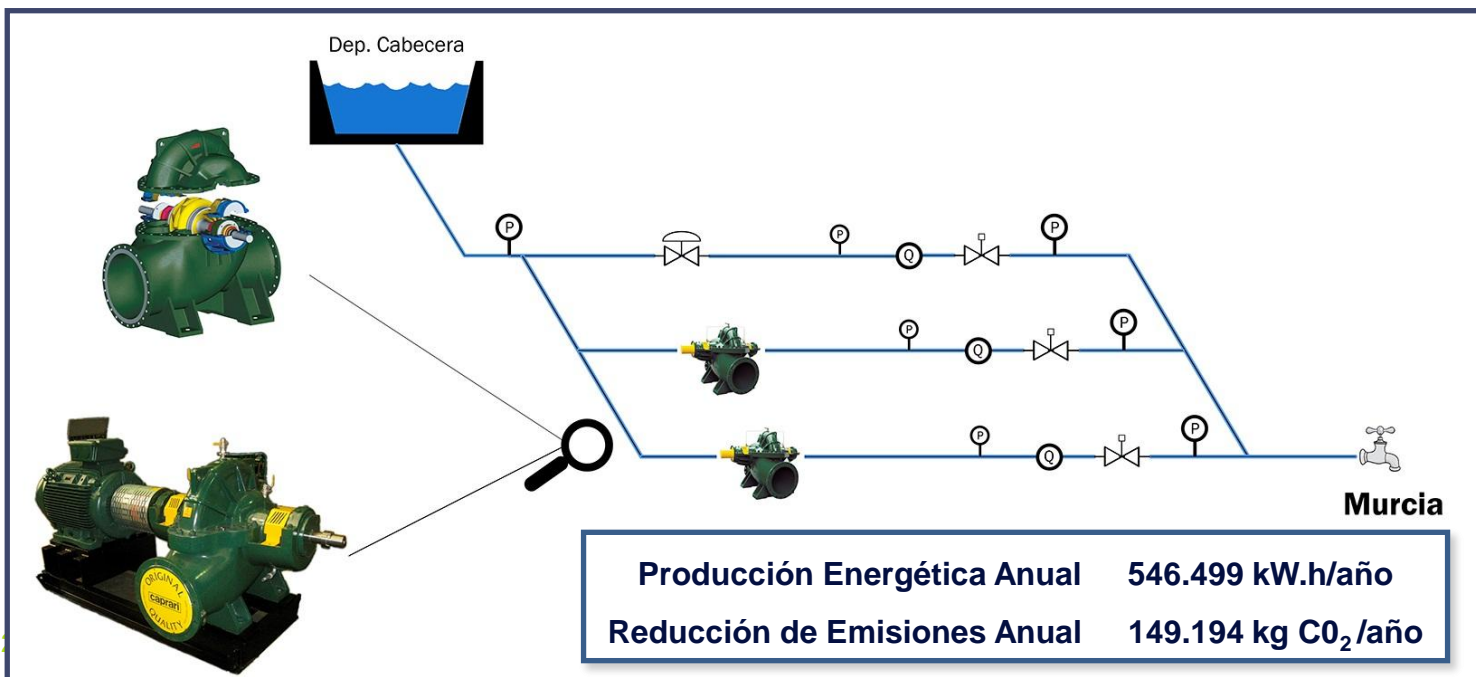 Dep. Cabecera
P
P
Q
P
P
Q
P
P
Q
P
Murcia
ORIGINAL
caprari
QUALITY
Producción Energética Anual 546.499 kW.h/año
Reducción de Emisiones Anual 149.194 kg C0₂/año